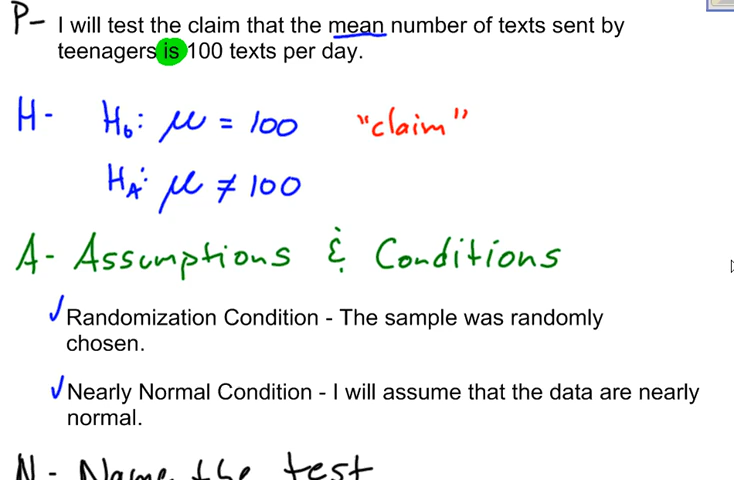 P- I will test the claim that the mean number of texts sent by
teenagers is 100 texts per day.
H- H₀: μ = 100 "claim"
H_A: μ ≠ 100
A- Assumptions & Conditions
✓Randomization Condition - The sample was randomly
chosen.
✓Nearly Normal Condition - I will assume that the data are nearly
normal.
N- Name the test